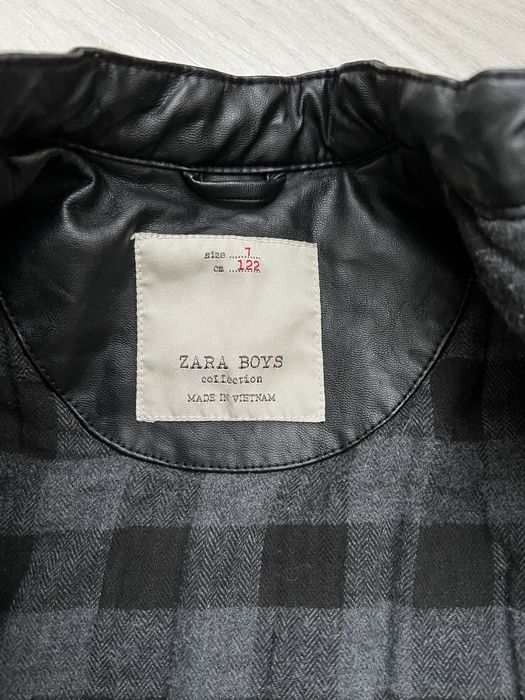 size .....7....
cm ...122...
ZARA BOYS
collection
MADE IN VIETNAM